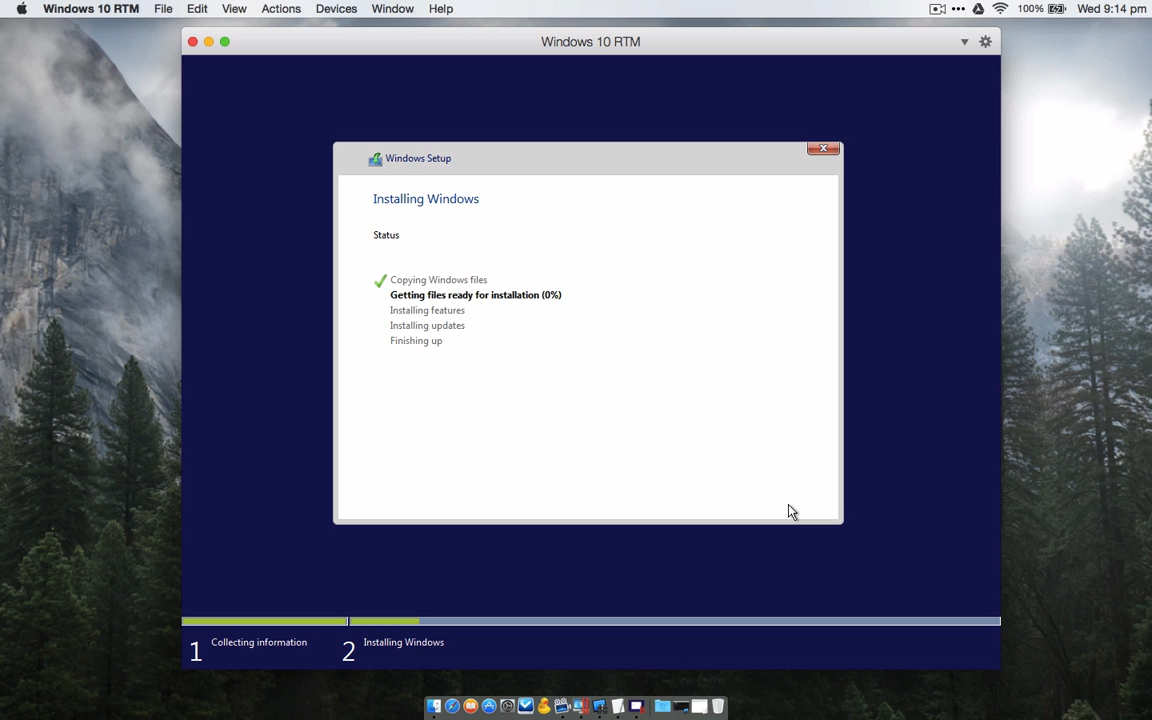 Windows 10 RTM File Edit View Actions Devices Window Help 100% Wed 9:14 pm
Windows 10 RTM
Windows Setup
Installing Windows
Status
Copying Windows files
Getting files ready for installation (0%)
Installing features
Installing updates
Finishing up
1 Collecting information 2 Installing Windows